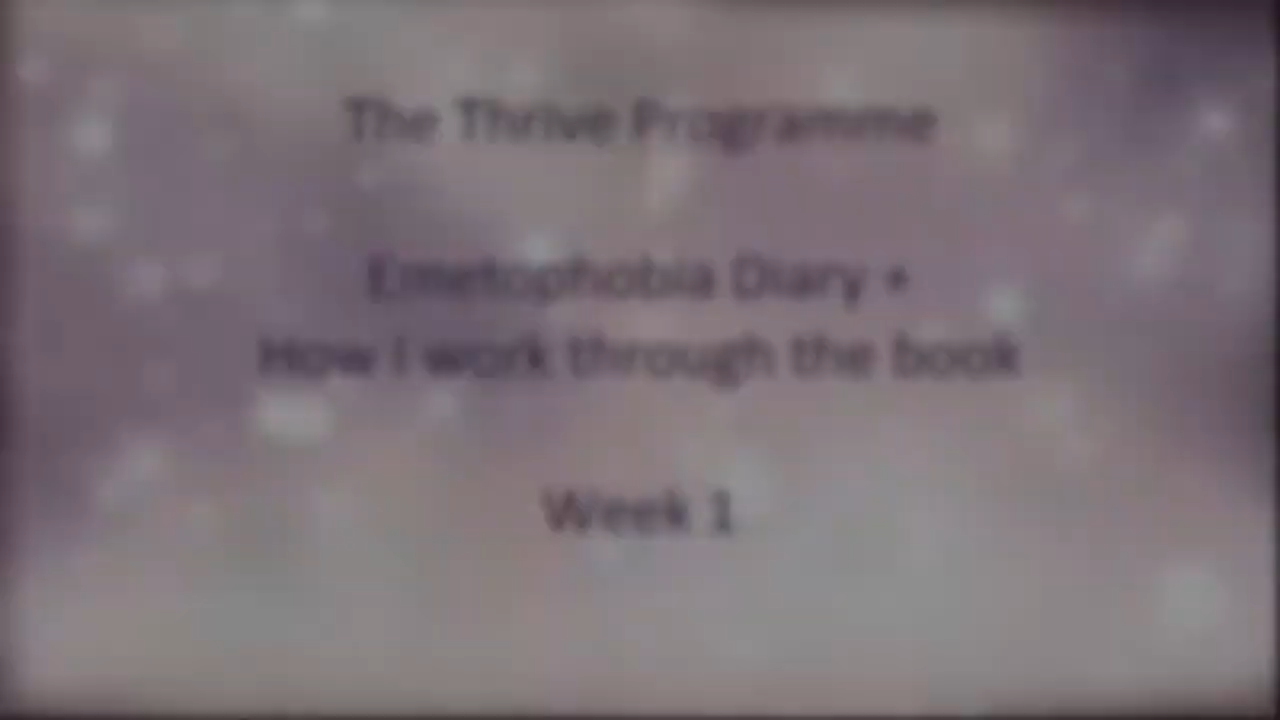 The Thrive Programme
Emetophobia Diary +
How I work through the book
Week 1